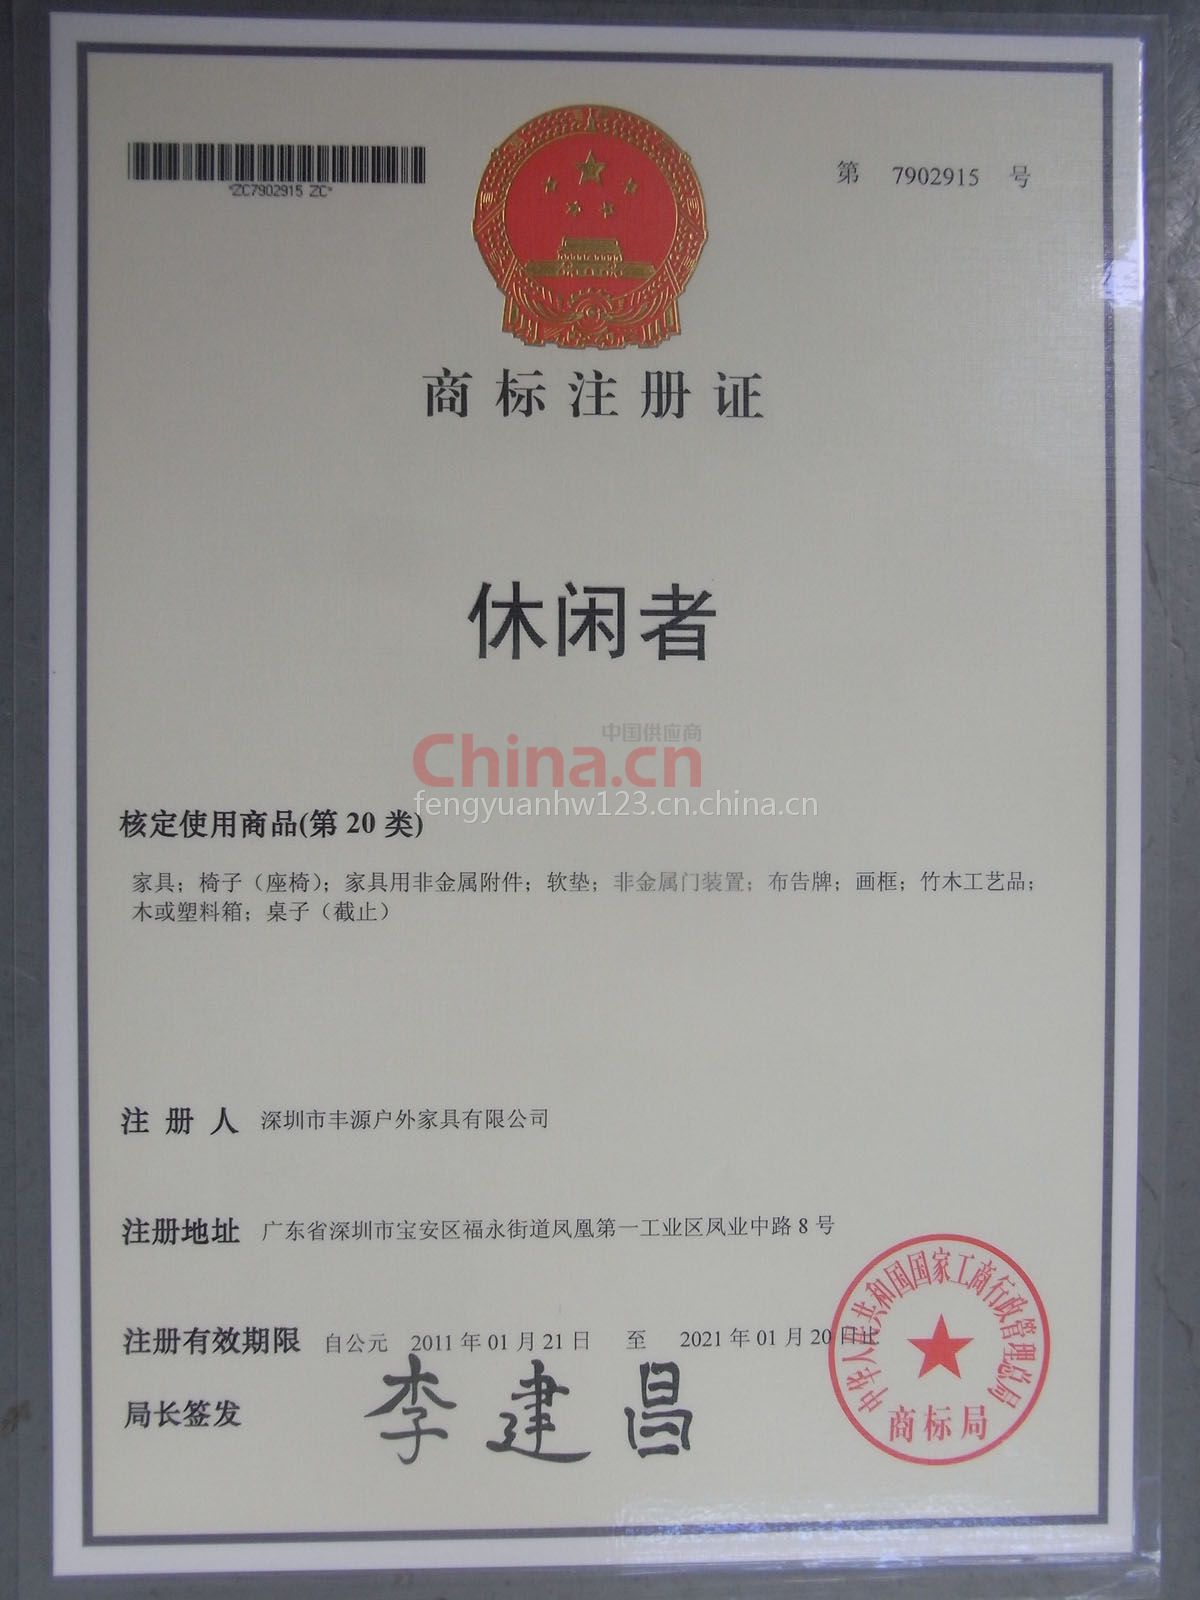 *ZC7902915 ZC*
第 7902915 号
商标注册证
休闲者
中国供应商
China.cn
fengyuanhw123.cn.china.cn
核定使用商品(第 20 类)
家具；椅子（座椅）；家具用非金属附件；软垫；非金属门装置；布告牌；画框；竹木工艺品；
木或塑料箱；桌子（截止）
注 册 人 深圳市丰源户外家具有限公司
注册地址 广东省深圳市宝安区福永街道凤凰第一工业区凤业中路 8 号
注册有效期限 自公元 2011 年 01 月 21 日 至 2021 年 01 月 20 日止
局长签发 李建昌
中华人民共和国国家工商行政管理总局
商标局